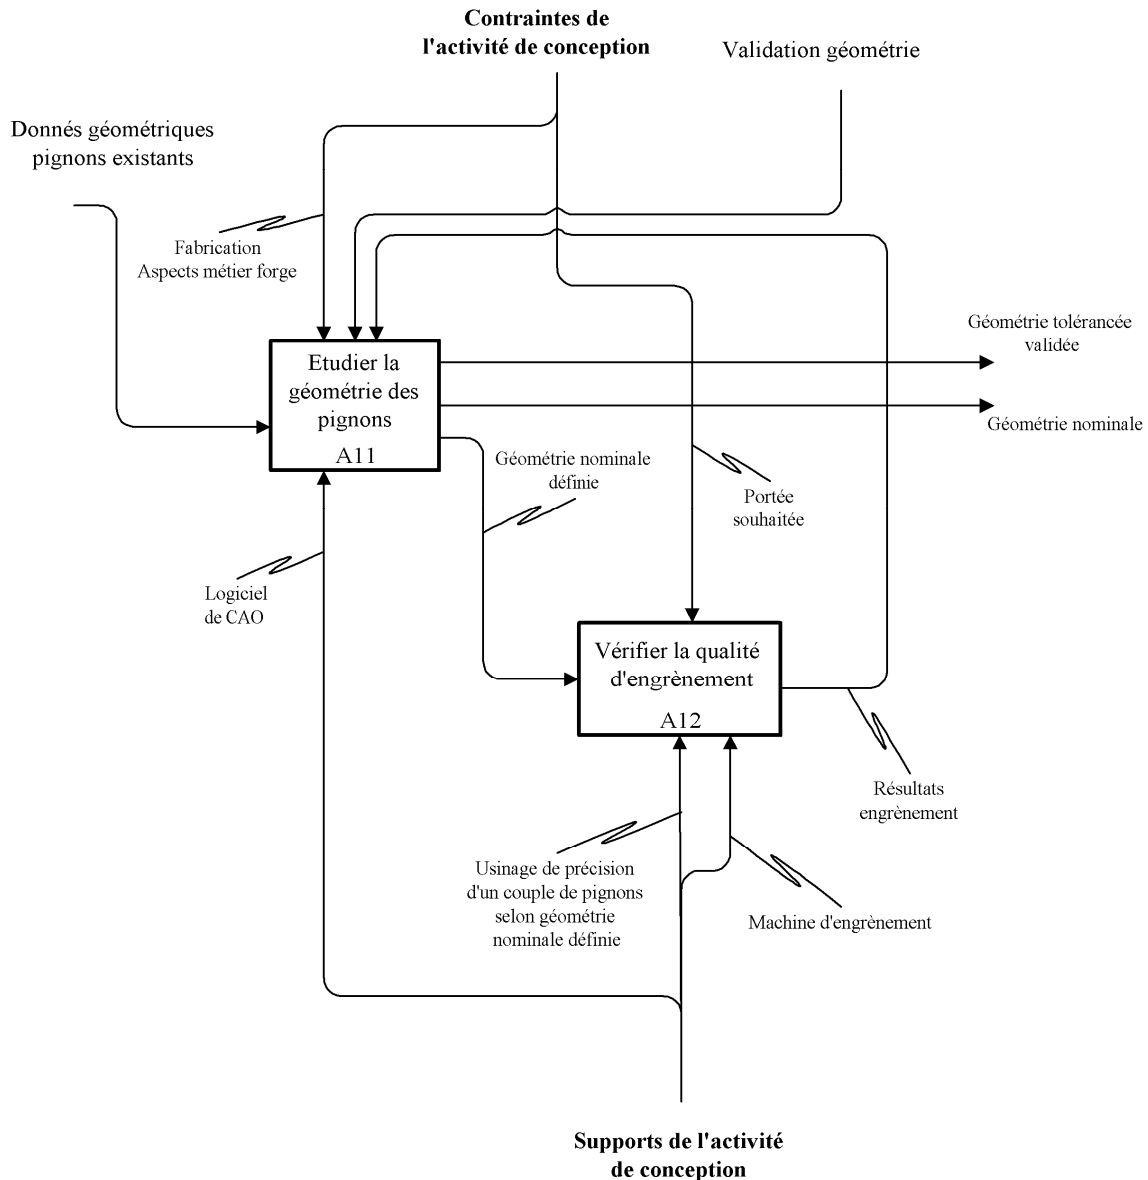 Contraintes de
l'activité de conception
Validation géométrie
Donnés géométriques
pignons existants
Fabrication
Aspects métier forge
Géométrie tolérancée
validée
Etudier la
géométrie des
pignons
A11
Géométrie nominale
Géométrie nominale
définie
Portée
souhaitée
Logiciel
de CAO
Vérifier la qualité
d'engrènement
A12
Résultats
engrènement
Usinage de précision
d'un couple de pignons
selon géométrie
nominale définie
Machine d'engrènement
Supports de l'activité
de conception